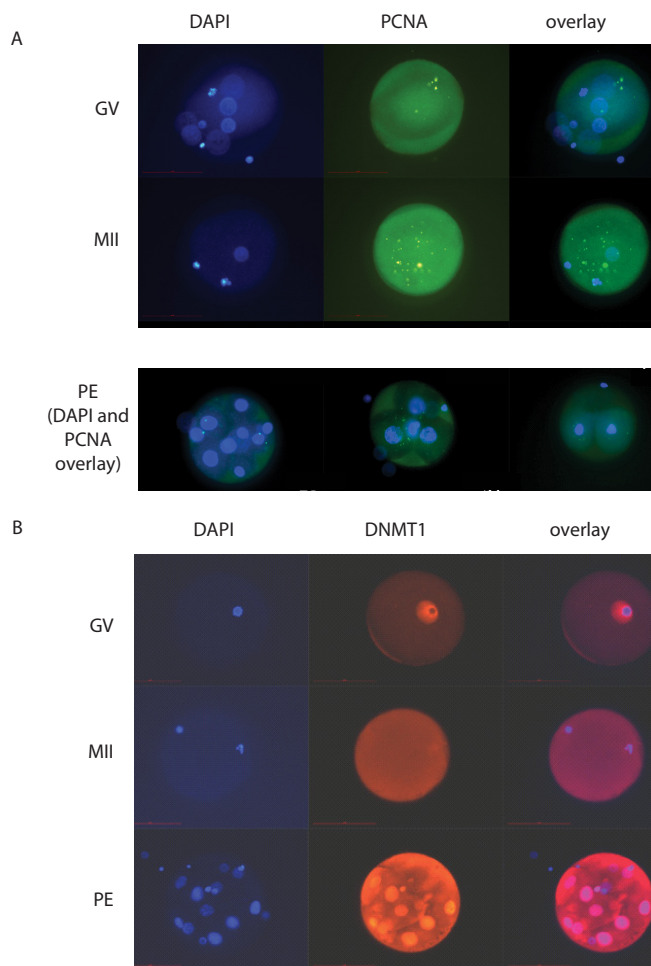 A
DAPI PCNA overlay
GV
MII
PE
(DAPI and
PCNA
overlay)
B
DAPI DNMT1 overlay
GV
MII
PE